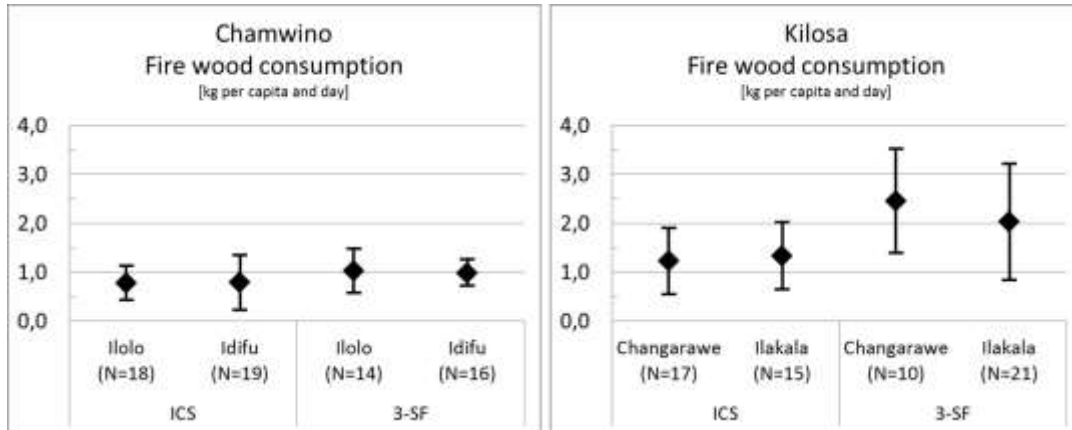 Chamwino
Fire wood consumption
[kg per capita and day]
4,0
3,0
2,0
1,0
0,0
Ilolo Idifu Ilolo Idifu
(N=18) (N=19) (N=14) (N=16)
ICS 3-SF
Kilosa
Fire wood consumption
[kg per capita and day]
4,0
3,0
2,0
1,0
0,0
Changarawe Ilakala Changarawe Ilakala
(N=17) (N=15) (N=10) (N=21)
ICS 3-SF